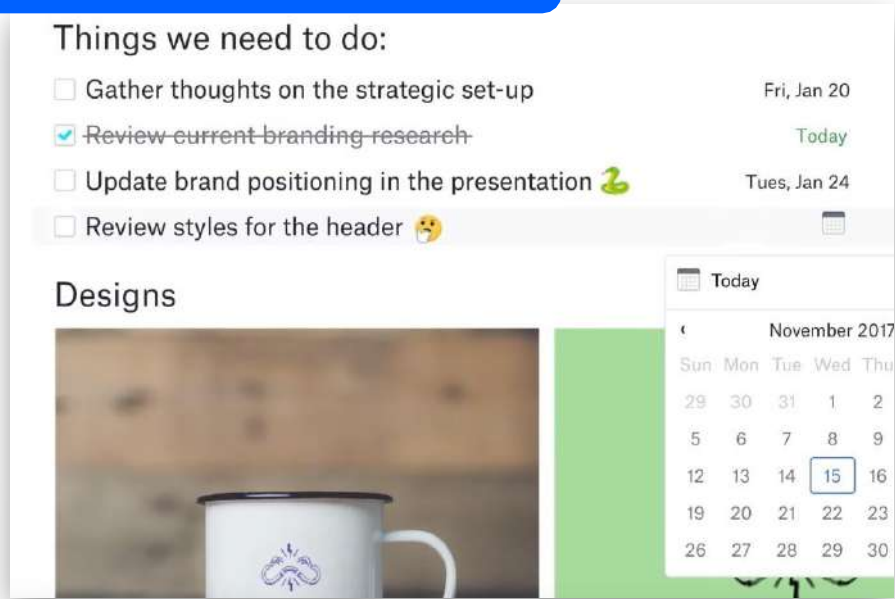 Things we need to do:
Gather thoughts on the strategic set-up Fri, Jan 20
Review current branding research Today
Update brand positioning in the presentation 🐍 Tues, Jan 24
Review styles for the header 🤔
Designs
Today
‹ November 2017
Sun Mon Tue Wed Thu
29 30 31 1 2
5 6 7 8 9
12 13 14 15 16
19 20 21 22 23
26 27 28 29 30